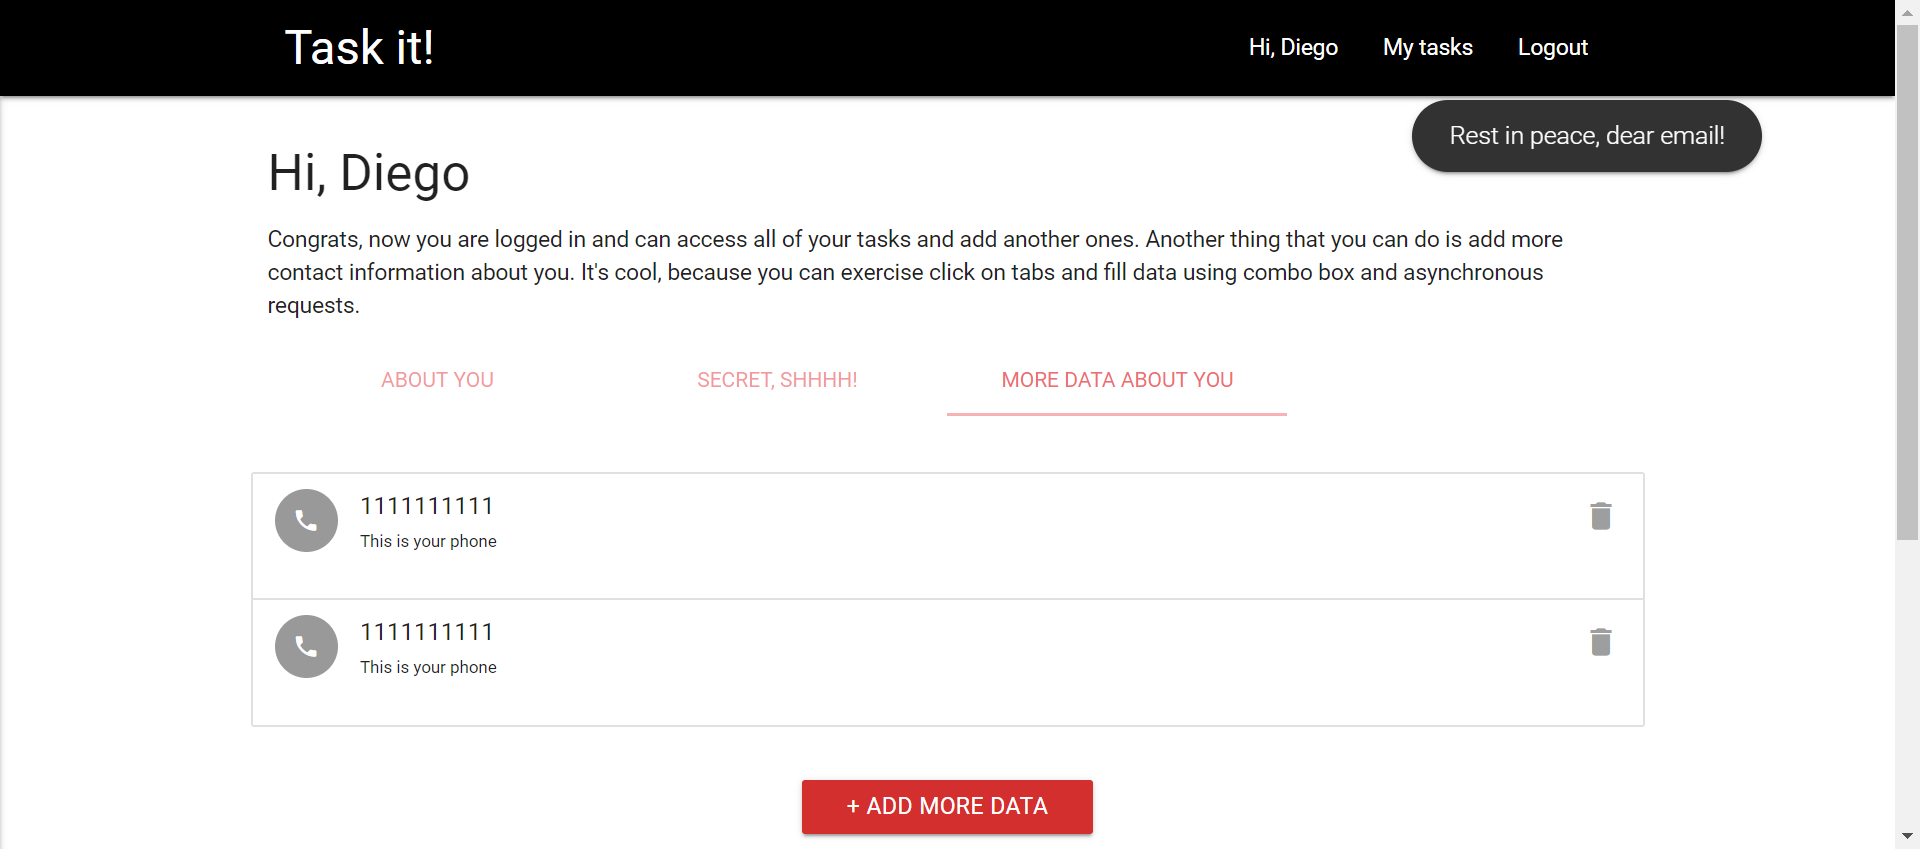 Task it!
Hi, Diego
My tasks
Logout
Rest in peace, dear email!
Hi, Diego
Congrats, now you are logged in and can access all of your tasks and add another ones. Another thing that you can do is add more
contact information about you. It's cool, because you can exercise click on tabs and fill data using combo box and asynchronous
requests.
ABOUT YOU
SECRET, SHHHH!
MORE DATA ABOUT YOU
1111111111
This is your phone
1111111111
This is your phone
+ ADD MORE DATA